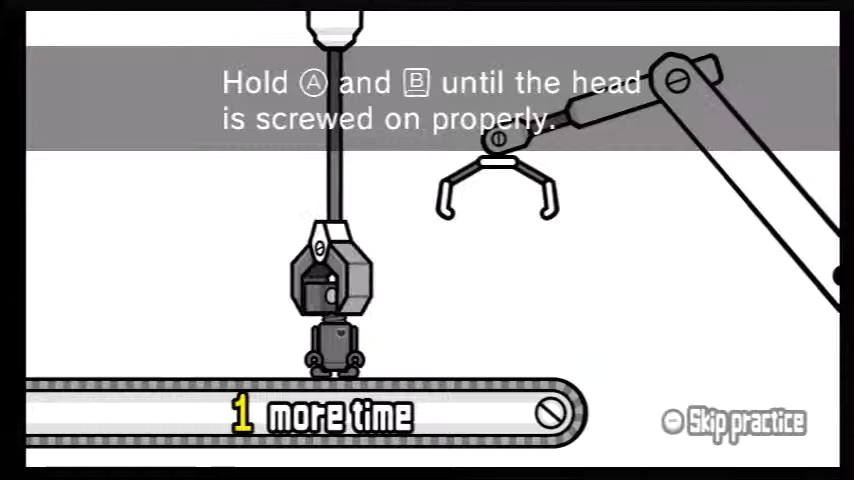 Hold Ⓐ and B until the head
is screwed on properly.
1 more time
⊖ Skip practice